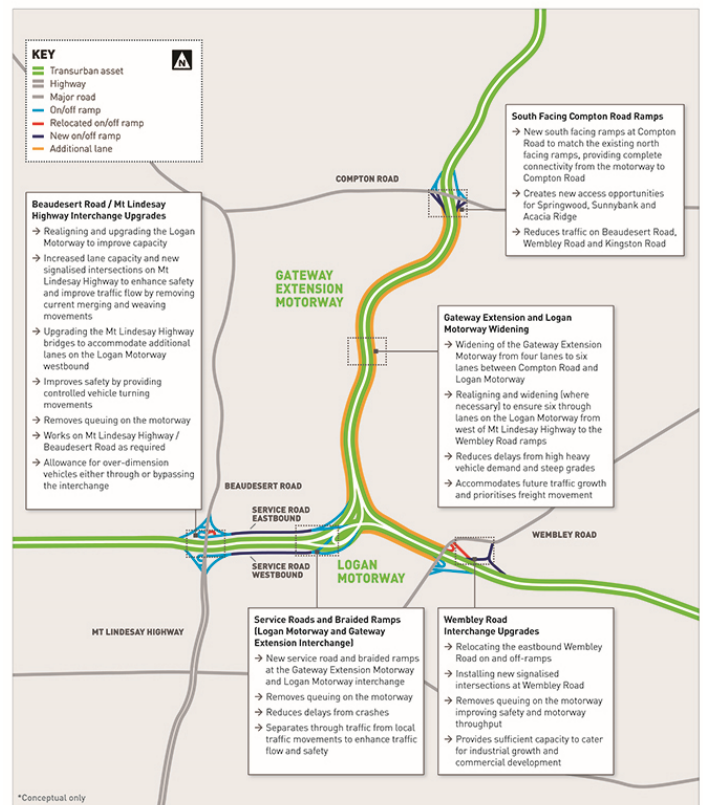 KEY
N
Transurban asset
Highway
Major road
On/off ramp
Relocated on/off ramp
New on/off ramp
Additional lane
South Facing Compton Road Ramps
→ New south facing ramps at Compton
Road to match the existing north
facing ramps, providing complete
connectivity from the motorway to
Compton Road
→ Creates new access opportunities
for Springwood, Sunnybank and
Acacia Ridge
→ Reduces traffic on Beaudesert Road,
Wembley Road and Kingston Road
COMPTON ROAD
Beaudesert Road / Mt Lindesay
Highway Interchange Upgrades
→ Realigning and upgrading the Logan
Motorway to improve capacity
→ Increased lane capacity and new
signalised intersections on Mt
Lindesay Highway to enhance safety
and improve traffic flow by removing
current merging and weaving
movements
→ Upgrading the Mt Lindesay Highway
bridges to accommodate additional
lanes on the Logan Motorway
westbound
→ Improves safety by providing
controlled vehicle turning
movements
→ Removes queuing on the motorway
→ Works on Mt Lindesay Highway /
Beaudesert Road as required
→ Allowance for over-dimension
vehicles either through or bypassing
the interchange
GATEWAY
EXTENSION
MOTORWAY
Gateway Extension and Logan
Motorway Widening
→ Widening of the Gateway Extension
Motorway from four lanes to six
lanes between Compton Road and
Logan Motorway
→ Realigning and widening (where
necessary) to ensure six through
lanes on the Logan Motorway from
west of Mt Lindesay Highway to the
Wembley Road ramps
→ Reduces delays from high heavy
vehicle demand and steep grades
→ Accommodates future traffic growth
and prioritises freight movement
BEAUDESERT ROAD
SERVICE ROAD
EASTBOUND
SERVICE ROAD
WESTBOUND
LOGAN
MOTORWAY
WEMBLEY ROAD
MT LINDESAY HIGHWAY
Service Roads and Braided Ramps
(Logan Motorway and Gateway
Extension Interchange)
→ New service road and braided ramps
at the Gateway Extension Motorway
and Logan Motorway interchange
→ Removes queuing on the motorway
→ Reduces delays from crashes
→ Separates through traffic from local
traffic movements to enhance traffic
flow and safety
Wembley Road
Interchange Upgrades
→ Relocating the eastbound Wembley
Road on and off-ramps
→ Installing new signalised
intersections at Wembley Road
→ Removes queuing on the motorway
improving safety and motorway
throughput
→ Provides sufficient capacity to cater
for industrial growth and
commercial development
*Conceptual only